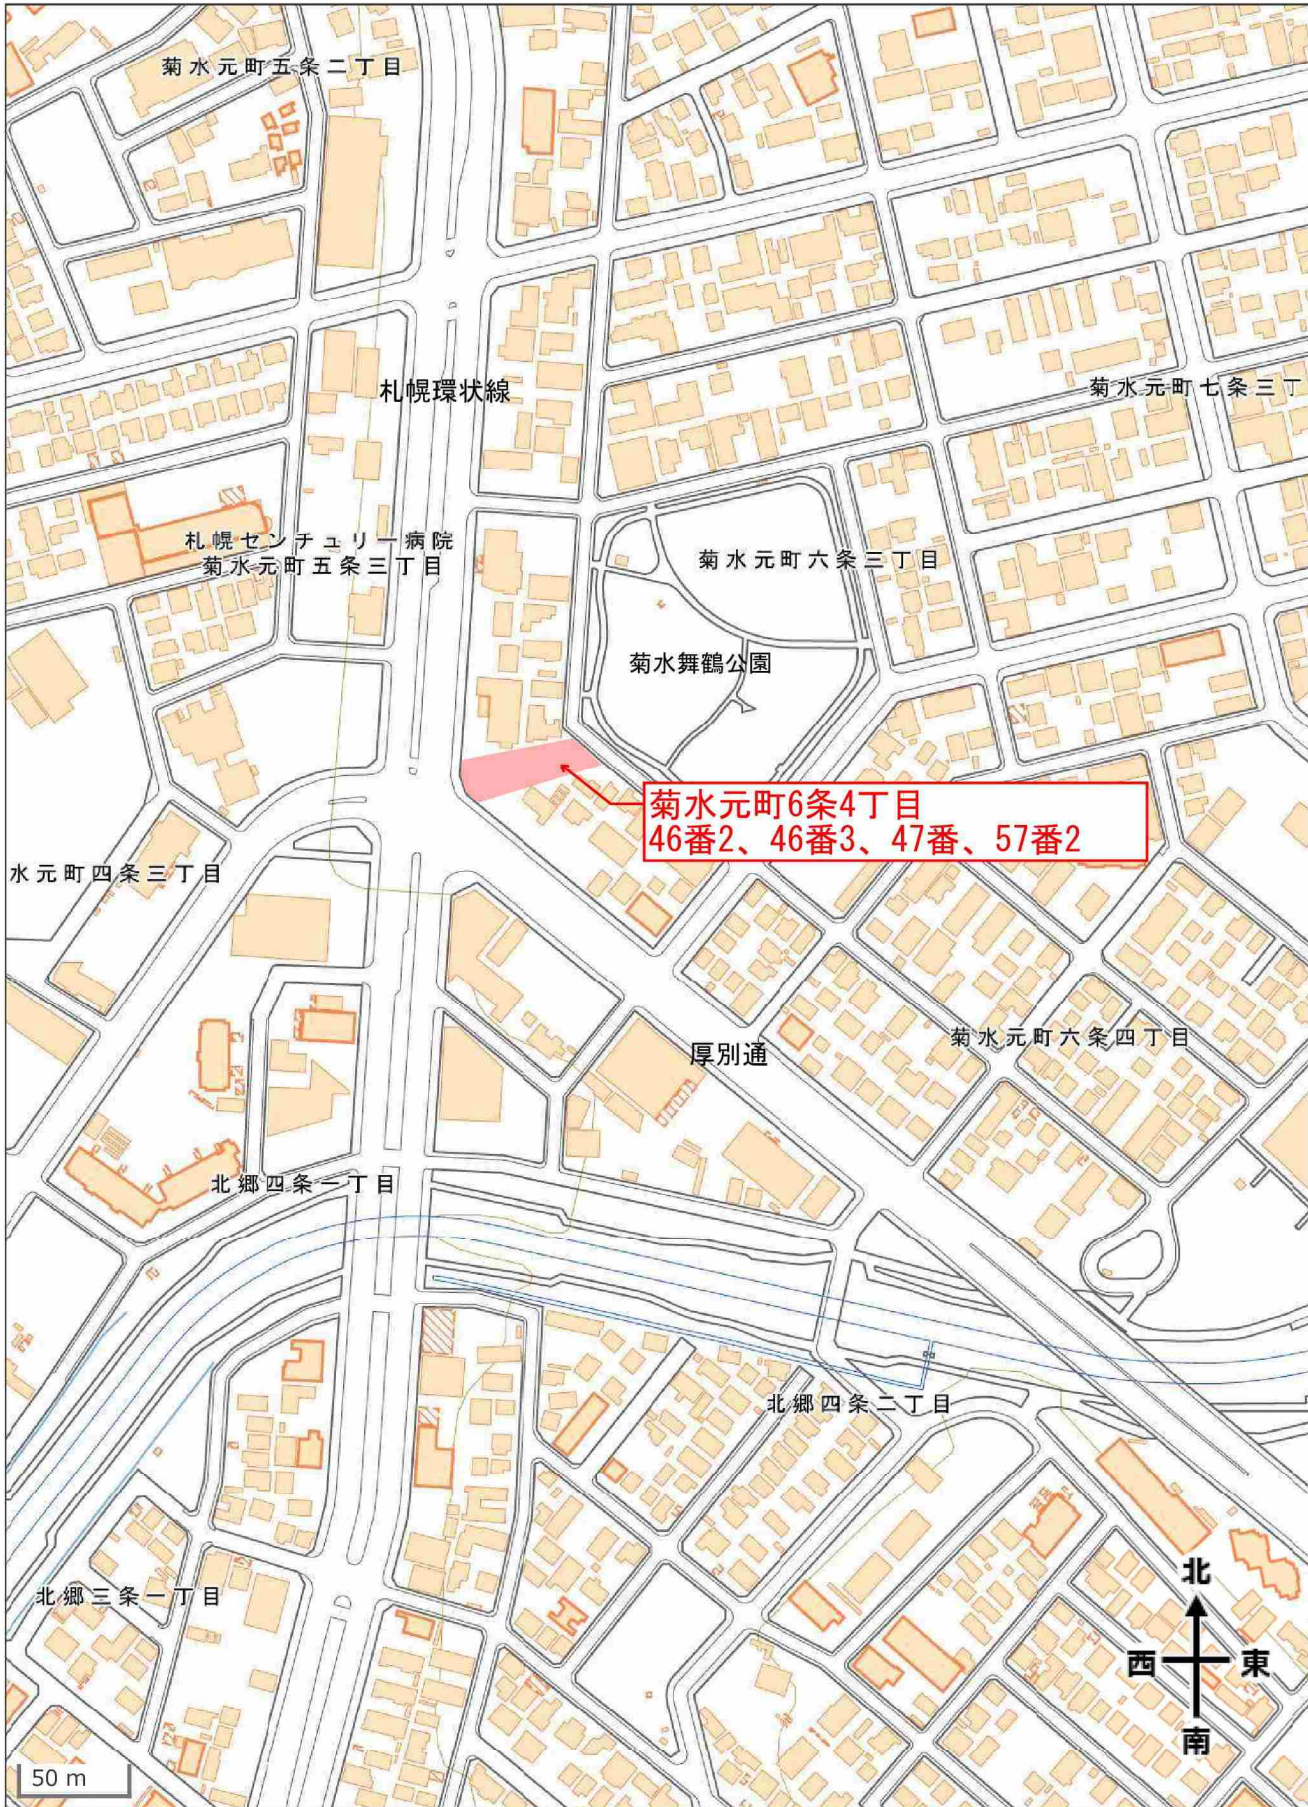 菊水元町五条二丁目
札幌環状線
菊水元町七条三丁
札幌センチュリー病院
菊水元町五条三丁目
菊水元町六条三丁目
菊水舞鶴公園
菊水元町6条4丁目
46番2、46番3、47番、57番2
水元町四条三丁目
菊水元町六条四丁目
厚別通
北郷四条一丁目
北郷四条二丁目
北郷三条一丁目
北
西
東
南
50 m